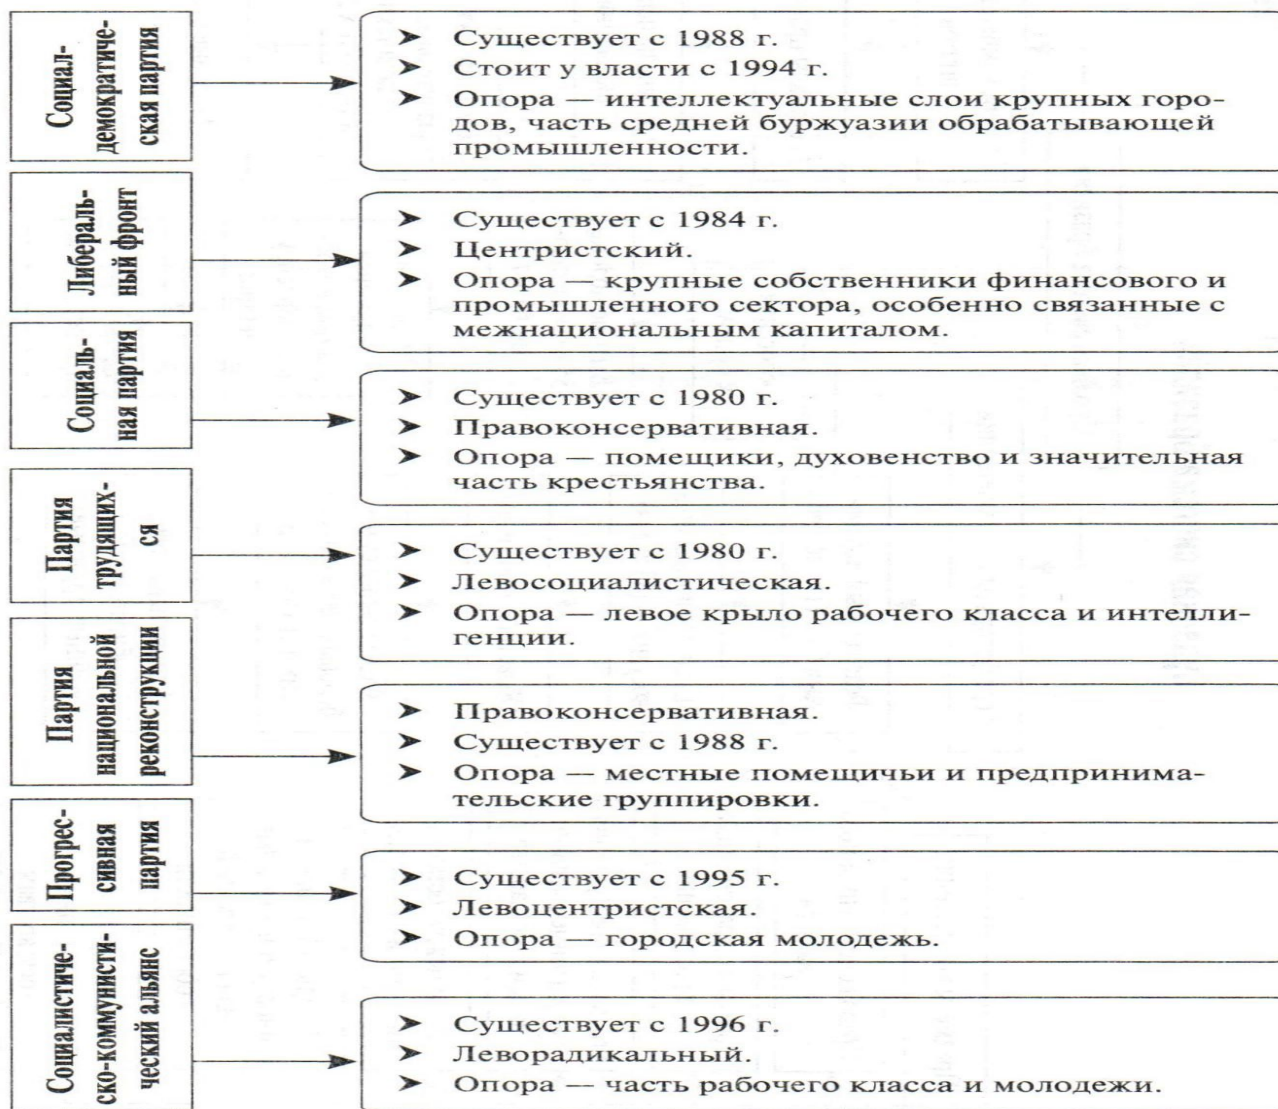 Социал-
демократиче-
ская партия
➤ Существует с 1988 г.
➤ Стоит у власти с 1994 г.
➤ Опора — интеллектуальные слои крупных горо-
дов, часть средней буржуазии обрабатывающей
промышленности.
Либераль-
ный фронт
➤ Существует с 1984 г.
➤ Центристский.
➤ Опора — крупные собственники финансового и
промышленного сектора, особенно связанные с
межнациональным капиталом.
Социаль-
ная партия
➤ Существует с 1980 г.
➤ Правоконсервативная.
➤ Опора — помещики, духовенство и значительная
часть крестьянства.
Партия
трудящих-
ся
➤ Существует с 1980 г.
➤ Левосоциалистическая.
➤ Опора — левое крыло рабочего класса и интелли-
генции.
Партия
национальной
реконструкции
➤ Правоконсервативная.
➤ Существует с 1988 г.
➤ Опора — местные помещичьи и предпринима-
тельские группировки.
Прогрес-
сивная
партия
➤ Существует с 1995 г.
➤ Левоцентристская.
➤ Опора — городская молодежь.
Социалистиче-
ско-коммунисти-
ческий альянс
➤ Существует с 1996 г.
➤ Леворадикальный.
➤ Опора — часть рабочего класса и молодежи.